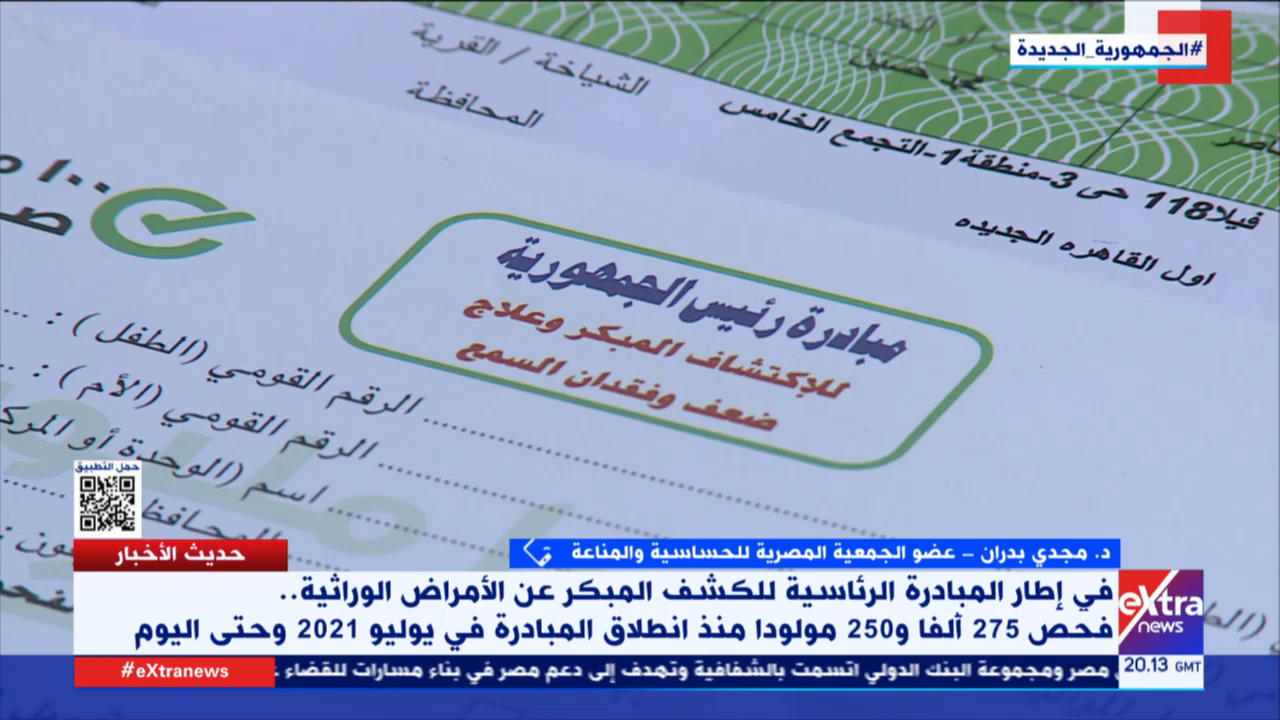 #الجمهورية_الجديدة
محمد حسن
الشياخة / القرية
المحافظة
فيلا118 حى 3-منطقة1-التجمع الخامس
اول القاهره الجديده
١٠٠ م
مبادرة رئيس الجمهورية
للإكتشاف المبكر وعلاج
ضعف وفقدان السمع
الرقم القومي (الطفل) :
الرقم القومي (الأم) :
اسم (الوحدة أو المركز
المحافظة
حمل التطبيق
حديث الأخبار
د. مجدي بدران – عضو الجمعية المصرية للحساسية والمناعة
في إطار المبادرة الرئاسية للكشف المبكر عن الأمراض الوراثية..
فحص 275 ألفا و250 مولودا منذ انطلاق المبادرة في يوليو 2021 وحتى اليوم
eXtra
news
20.13 GMT
#eXtranews
مصر ومجموعة البنك الدولي اتسمت بالشفافية وتهدف إلى دعم مصر في بناء مسارات للقضاء